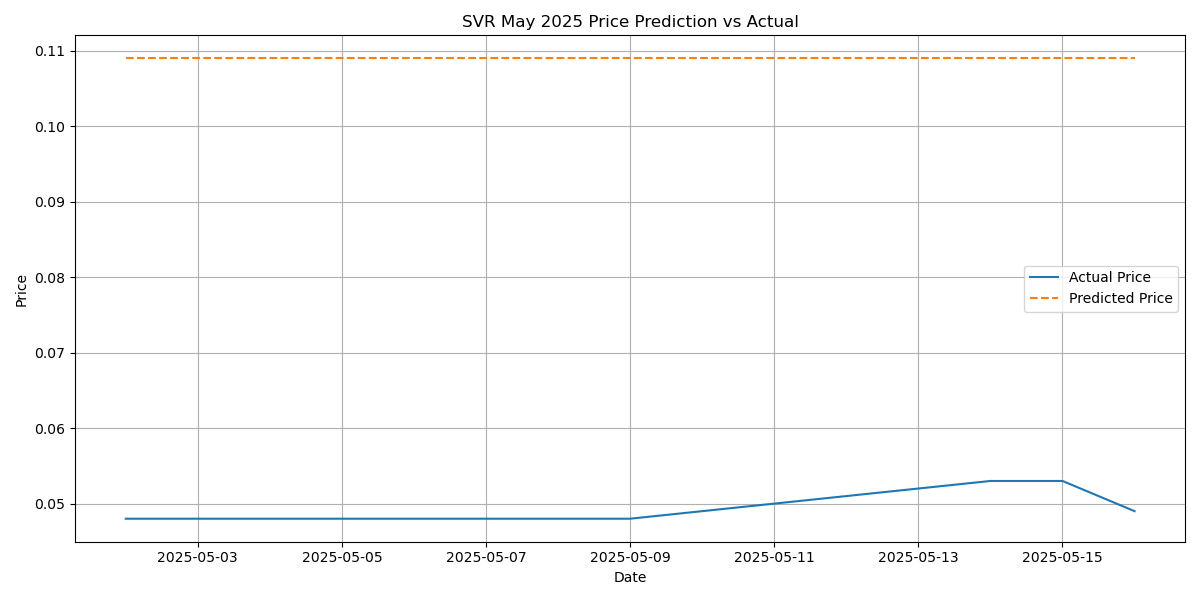 SVR May 2025 Price Prediction vs Actual
0.11
0.10
0.09
0.08
0.07
0.06
0.05
Price
Actual Price
Predicted Price
2025-05-03 2025-05-05 2025-05-07 2025-05-09 2025-05-11 2025-05-13 2025-05-15
Date